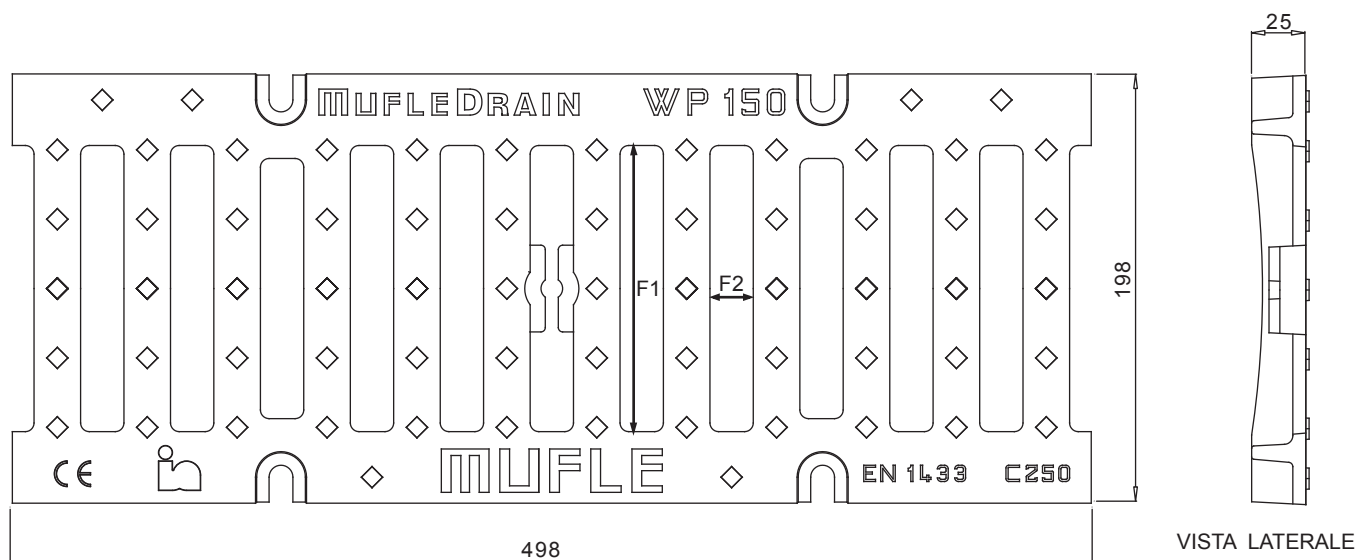 25
MUFLEDRAIN WP 150
F1
F2
198
CE
MUFLE
EN 1433 C250
498
VISTA LATERALE